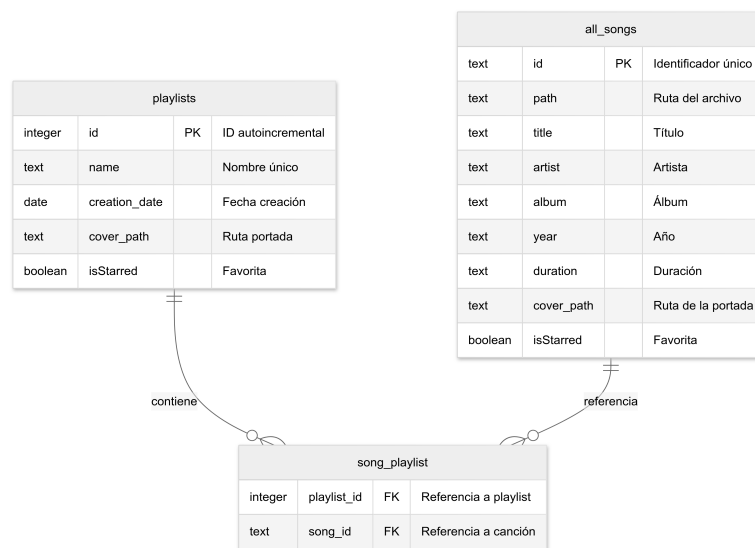 all_songs
text id PK Identificador único
text path Ruta del archivo
text title Título
text artist Artista
text album Álbum
text year Año
text duration Duración
text cover_path Ruta de la portada
boolean isStarred Favorita
playlists
integer id PK ID autoincremental
text name Nombre único
date creation_date Fecha creación
text cover_path Ruta portada
boolean isStarred Favorita
contiene
referencia
song_playlist
integer playlist_id FK Referencia a playlist
text song_id FK Referencia a canción